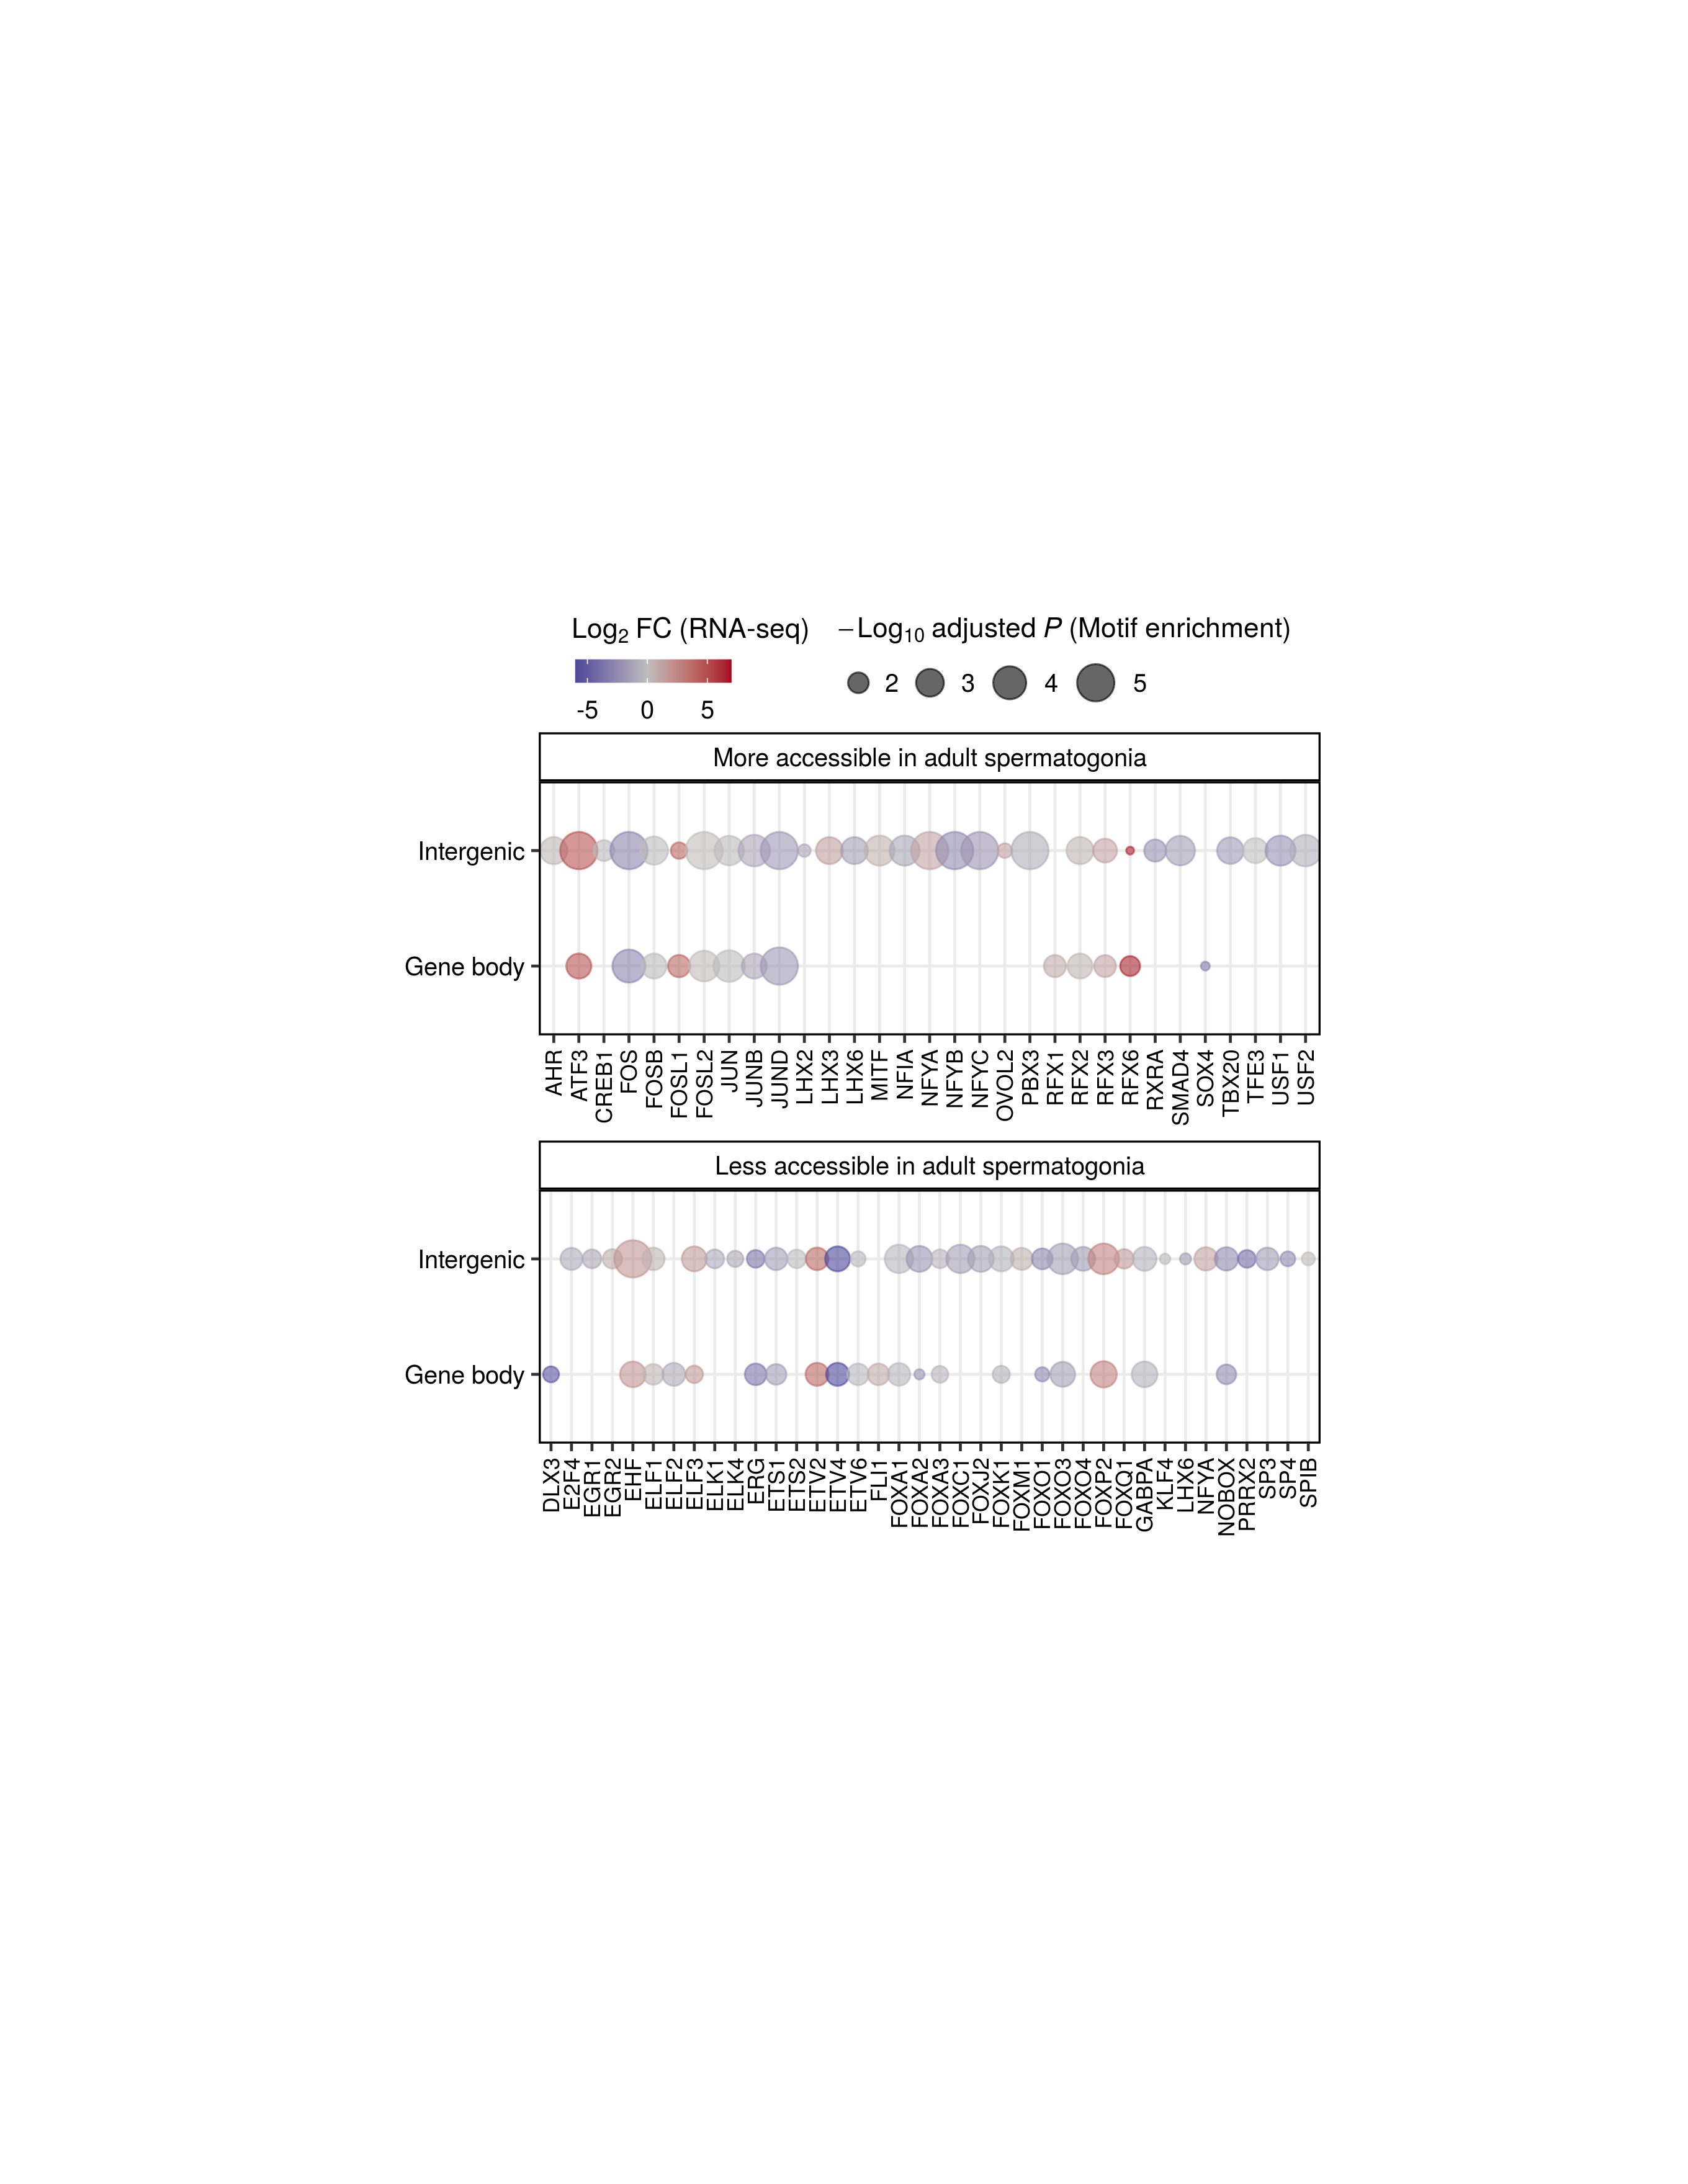 Log2 FC (RNA-seq) −Log10 adjusted P (Motif enrichment)
-5 0 5
2 3 4 5
More accessible in adult spermatogonia
Intergenic
Gene body
AHR ATF3 CREB1 FOS FOSB FOSL1 FOSL2 JUN JUNB JUND LHX2 LHX3 LHX6 MITF NFIA NFYA NFYB NFYC OVOL2 PBX3 RFX1 RFX2 RFX3 RFX6 RXRA SMAD4 SOX4 TBX20 TFE3 USF1 USF2
Less accessible in adult spermatogonia
Intergenic
Gene body
DLX3 E2F4 EGR1 EGR2 EHF ELF1 ELF2 ELF3 ELK1 ELK4 ERG ETS1 ETS2 ETV2 ETV4 ETV6 FLI1 FOXA1 FOXA2 FOXA3 FOXC1 FOXJ2 FOXK1 FOXM1 FOXO1 FOXO3 FOXO4 FOXP2 FOXQ1 GABPA KLF4 LHX6 NFYA NOBOX PRRX2 SP3 SP4 SPIB